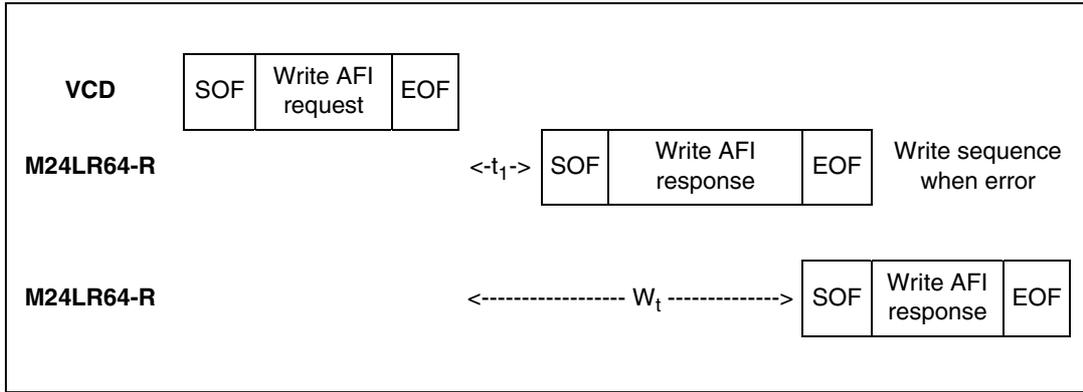 VCD SOF Write AFI request EOF
M24LR64-R <-t1-> SOF Write AFI response EOF Write sequence when error
M24LR64-R <------------------ Wt -------------> SOF Write AFI response EOF